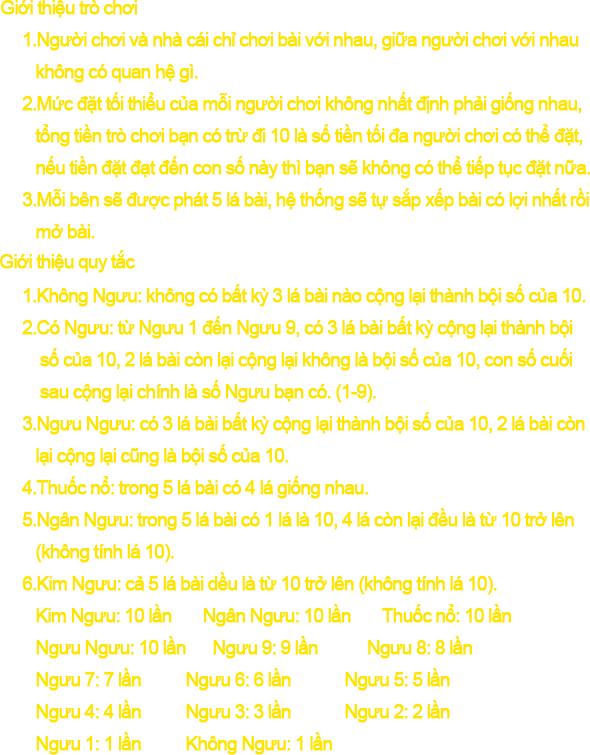 Giới thiệu trò chơi
1.Người chơi và nhà cái chỉ chơi bài với nhau, giữa người chơi với nhau
không có quan hệ gì.
2.Mức đặt tối thiểu của mỗi người chơi không nhất định phải giống nhau,
tổng tiền trò chơi bạn có trừ đi 10 là số tiền tối đa người chơi có thể đặt,
nếu tiền đặt đạt đến con số này thì bạn sẽ không có thể tiếp tục đặt nữa.
3.Mỗi bên sẽ được phát 5 lá bài, hệ thống sẽ tự sắp xếp bài có lợi nhất rồi
mở bài.
Giới thiệu quy tắc
1.Không Ngưu: không có bất kỳ 3 lá bài nào cộng lại thành bội số của 10.
2.Có Ngưu: từ Ngưu 1 đến Ngưu 9, có 3 lá bài bất kỳ cộng lại thành bội
số của 10, 2 lá bài còn lại cộng lại không là bội số của 10, con số cuối
sau cộng lại chính là số Ngưu bạn có. (1-9).
3.Ngưu Ngưu: có 3 lá bài bất kỳ cộng lại thành bội số của 10, 2 lá bài còn
lại cộng lại cũng là bội số của 10.
4.Thuốc nổ: trong 5 lá bài có 4 lá giống nhau.
5.Ngân Ngưu: trong 5 lá bài có 1 lá là 10, 4 lá còn lại đều là từ 10 trở lên
(không tính lá 10).
6.Kim Ngưu: cả 5 lá bài dều là từ 10 trở lên (không tính lá 10).
Kim Ngưu: 10 lần Ngân Ngưu: 10 lần Thuốc nổ: 10 lần
Ngưu Ngưu: 10 lần Ngưu 9: 9 lần Ngưu 8: 8 lần
Ngưu 7: 7 lần Ngưu 6: 6 lần Ngưu 5: 5 lần
Ngưu 4: 4 lần Ngưu 3: 3 lần Ngưu 2: 2 lần
Ngưu 1: 1 lần Không Ngưu: 1 lần